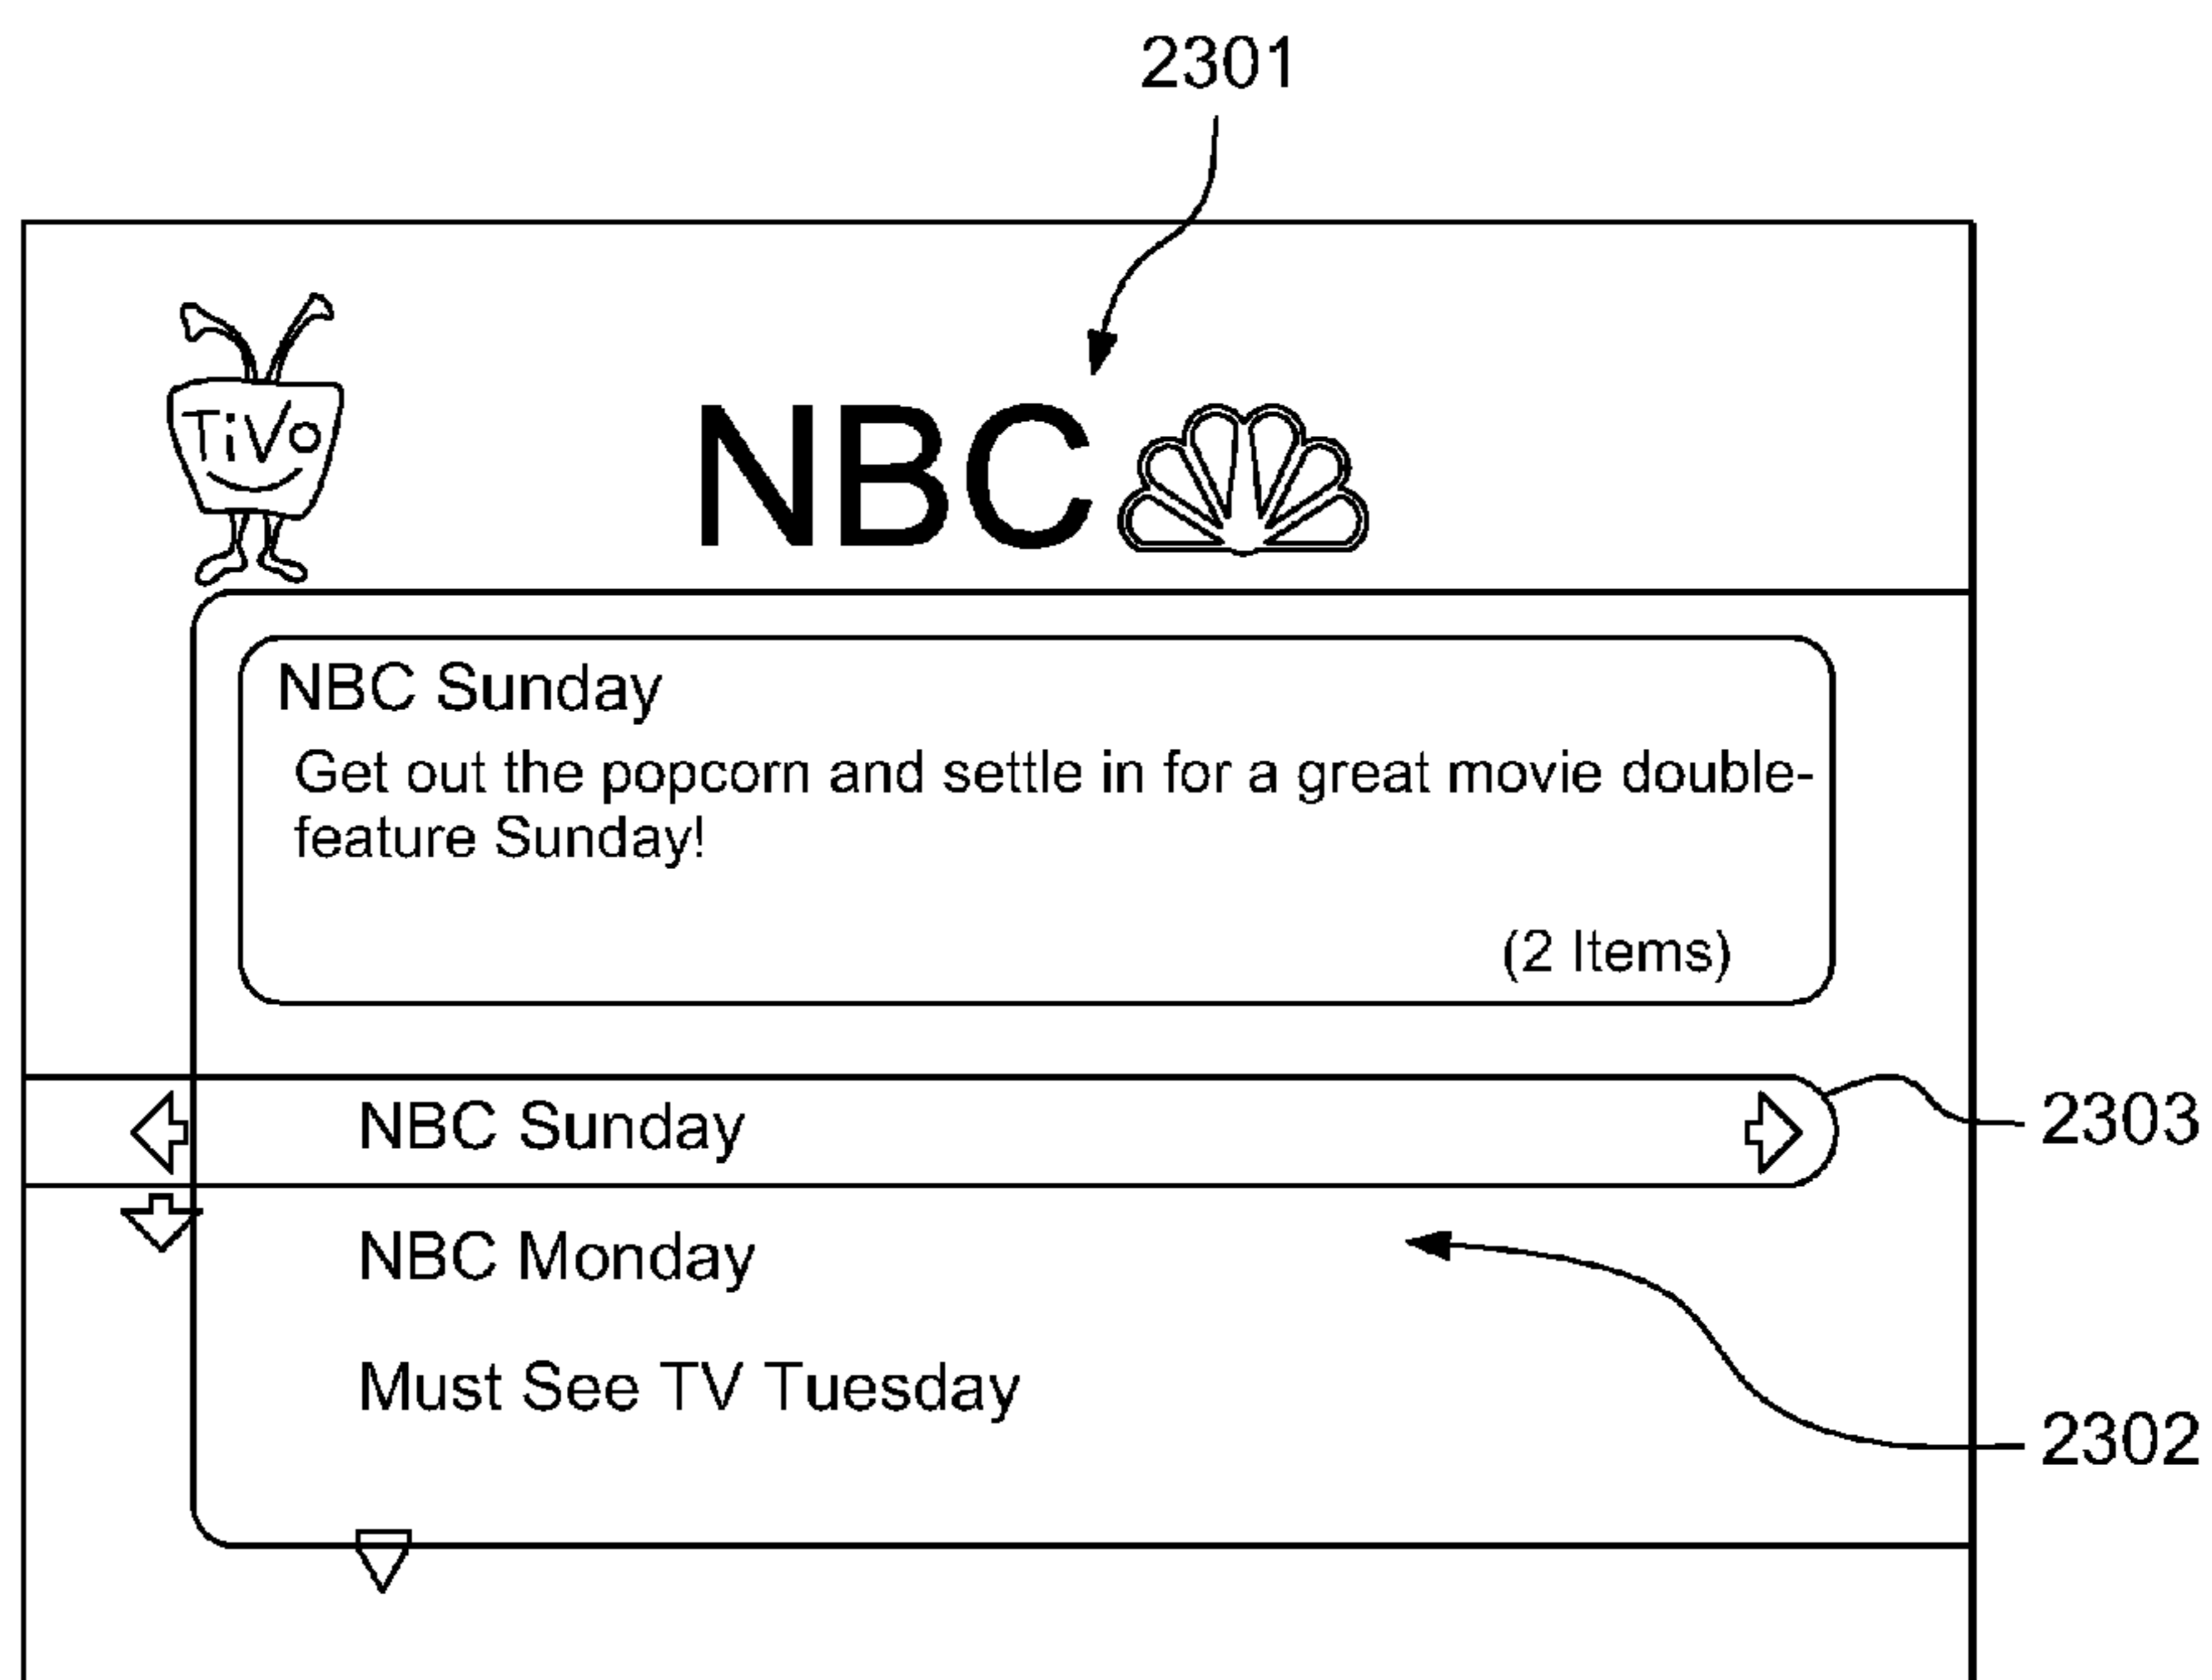 2301
TiVo
NBC
NBC Sunday
Get out the popcorn and settle in for a great movie double-
feature Sunday!
(2 Items)
NBC Sunday
2303
NBC Monday
Must See TV Tuesday
2302